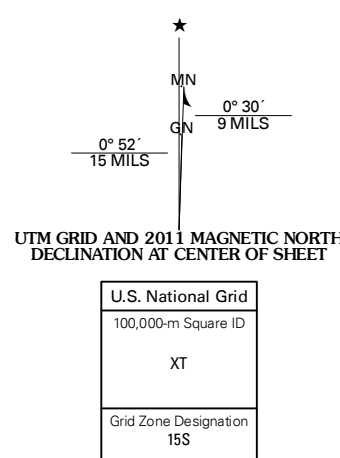 ★
MN
0° 30´
9 MILS
GN
0° 52´
15 MILS
UTM GRID AND 2011 MAGNETIC NORTH
DECLINATION AT CENTER OF SHEET
U.S. National Grid
100,000-m Square ID
XT
Grid Zone Designation
15S